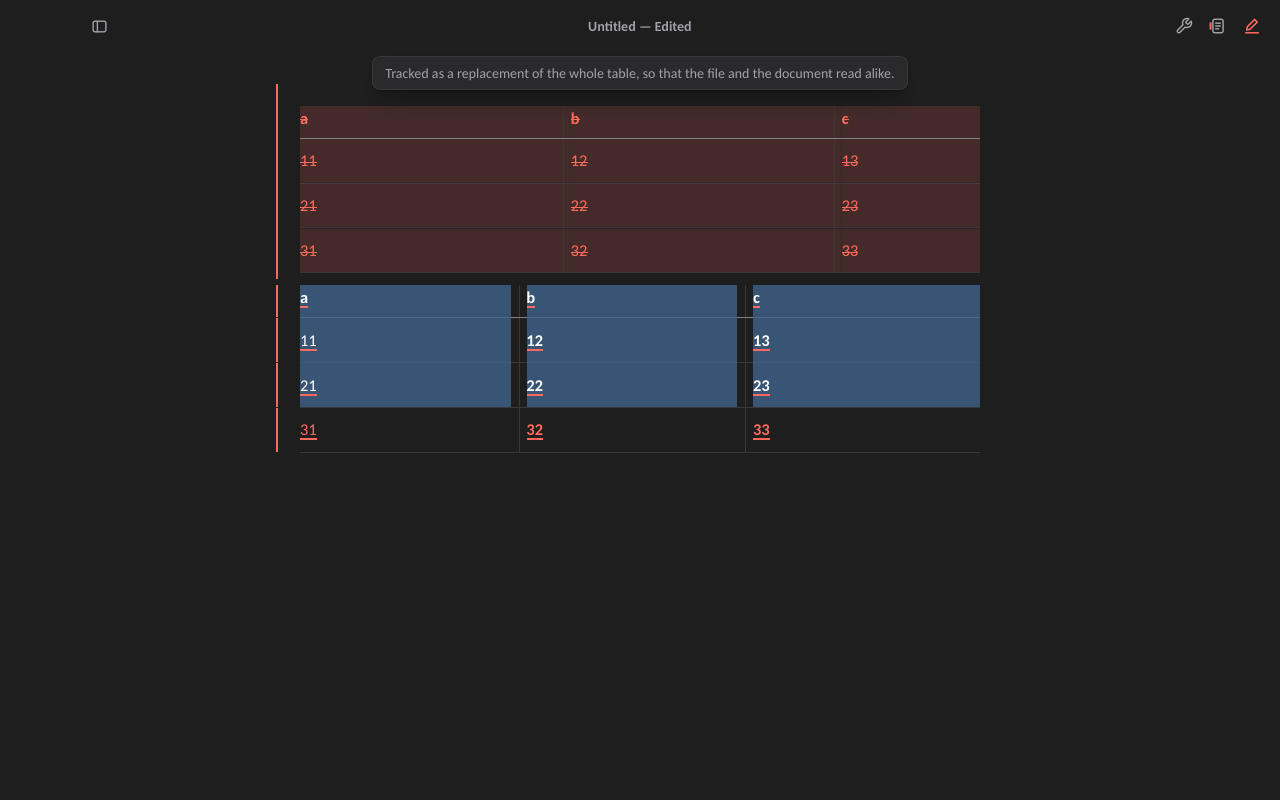 Untitled — Edited
Tracked as a replacement of the whole table, so that the file and the document read alike.
a b c
11 12 13
21 22 23
31 32 33
a b c
11 12 13
21 22 23
31 32 33